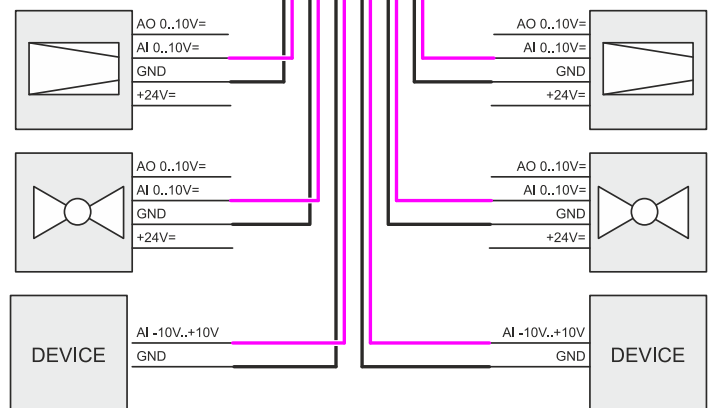 AO 0..10V=
AI 0..10V=
GND
+24V=
AO 0..10V=
AI 0..10V=
GND
+24V=
AO 0..10V=
AI 0..10V=
GND
+24V=
AO 0..10V=
AI 0..10V=
GND
+24V=
DEVICE
AI -10V..+10V
GND
AI -10V..+10V
GND
DEVICE